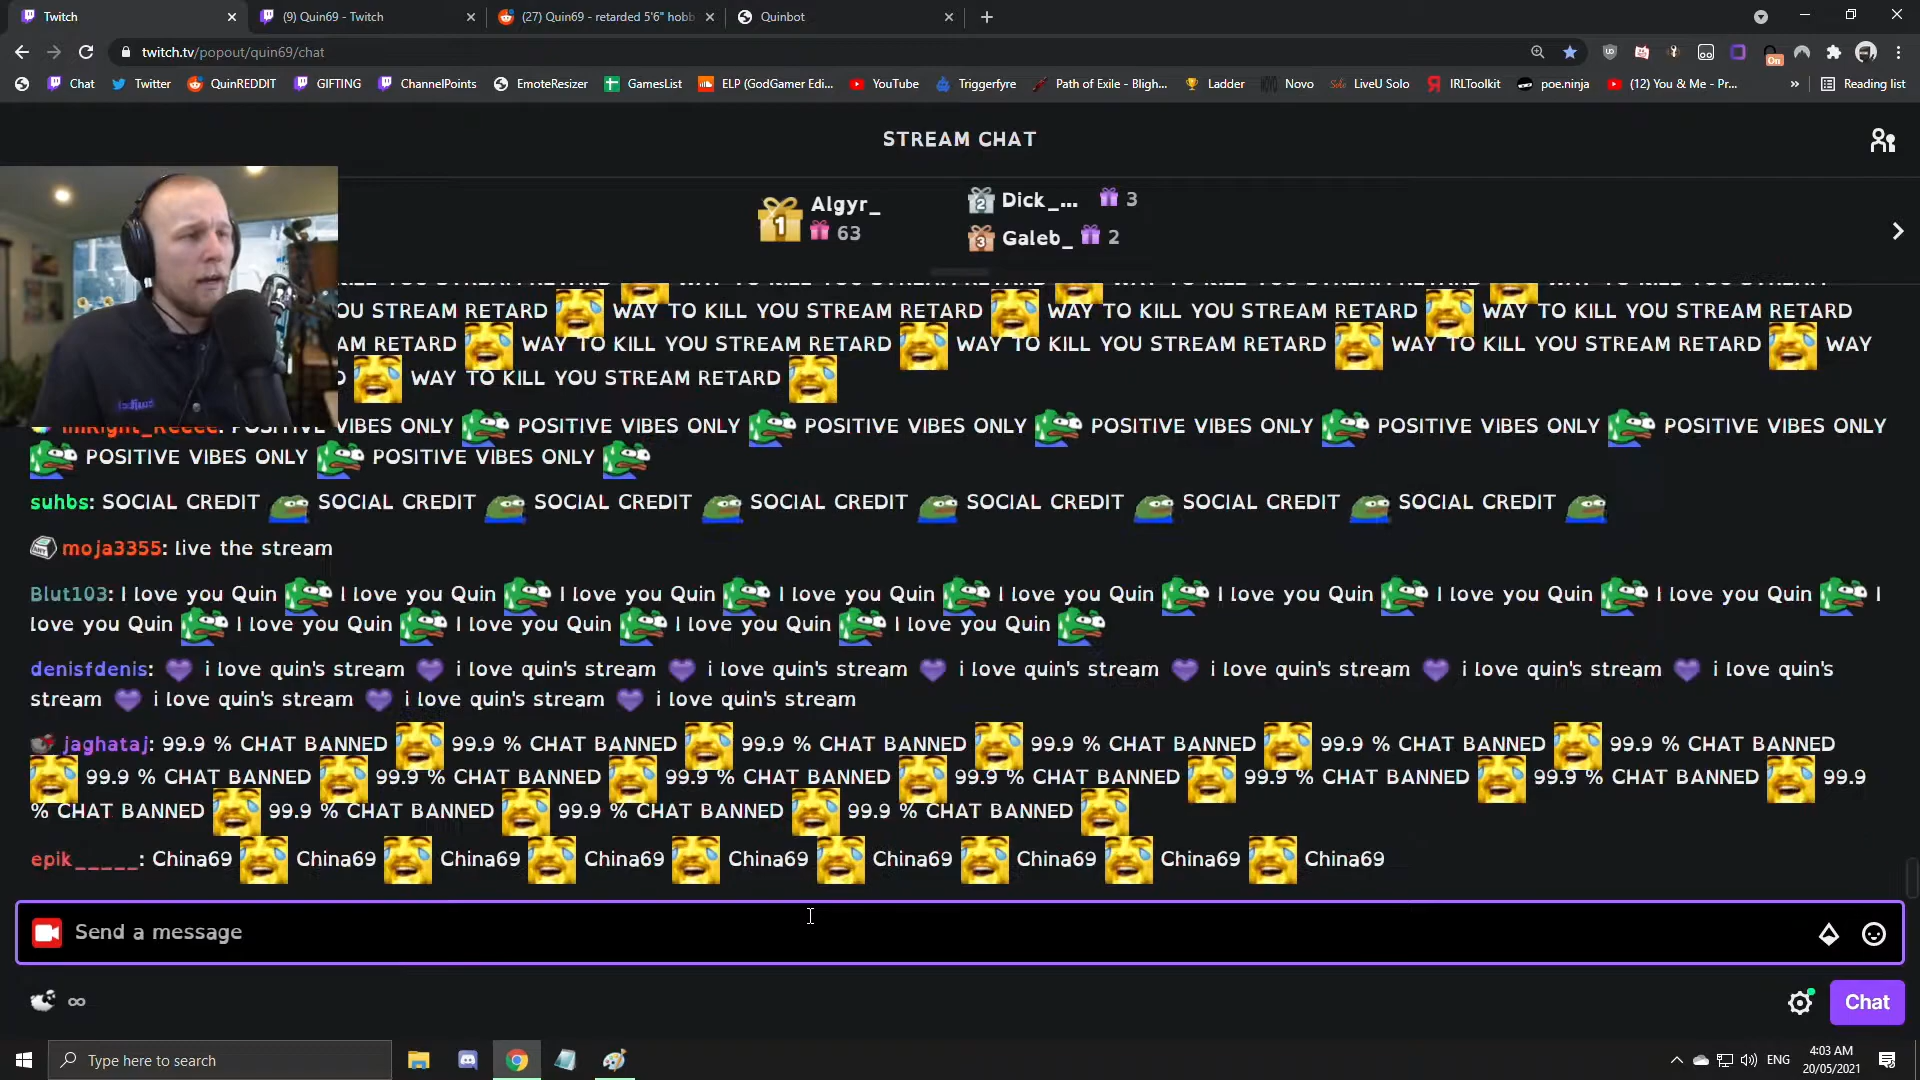 Twitch
(9) Quin69 - Twitch
(27) Quin69 - retarded 5'6" hobb
Quinbot
twitch.tv/popout/quin69/chat
On
Chat
Twitter
QuinREDDIT
GIFTING
ChannelPoints
EmoteResizer
GamesList
ELP (GodGamer Edi...
YouTube
Triggerfyre
Path of Exile - Bligh...
Ladder
Novo
LiveU Solo
IRLToolkit
poe.ninja
(12) You & Me - Pr...
»
Reading list
STREAM CHAT
1 Algyr_ 63
2 Dick_... 3
3 Galeb_ 2
OU STREAM RETARD WAY TO KILL YOU STREAM RETARD WAY TO KILL YOU STREAM RETARD WAY TO KILL YOU STREAM RETARD
AM RETARD WAY TO KILL YOU STREAM RETARD WAY TO KILL YOU STREAM RETARD WAY TO KILL YOU STREAM RETARD WAY
D WAY TO KILL YOU STREAM RETARD
VIBES ONLY POSITIVE VIBES ONLY POSITIVE VIBES ONLY POSITIVE VIBES ONLY POSITIVE VIBES ONLY POSITIVE VIBES ONLY
POSITIVE VIBES ONLY POSITIVE VIBES ONLY
suhbs: SOCIAL CREDIT SOCIAL CREDIT SOCIAL CREDIT SOCIAL CREDIT SOCIAL CREDIT SOCIAL CREDIT SOCIAL CREDIT
moja3355: live the stream
Blut103: I love you Quin I love you Quin I love you Quin I love you Quin I love you Quin I love you Quin I love you Quin I love you Quin I
love you Quin I love you Quin I love you Quin I love you Quin I love you Quin
denisfdenis: i love quin's stream i love quin's stream i love quin's stream i love quin's stream i love quin's stream i love quin's stream i love quin's
stream i love quin's stream i love quin's stream i love quin's stream
jaghataj: 99.9 % CHAT BANNED 99.9 % CHAT BANNED 99.9 % CHAT BANNED 99.9 % CHAT BANNED 99.9 % CHAT BANNED 99.9 % CHAT BANNED
99.9 % CHAT BANNED 99.9 % CHAT BANNED 99.9 % CHAT BANNED 99.9 % CHAT BANNED 99.9 % CHAT BANNED 99.9 % CHAT BANNED 99.9
% CHAT BANNED 99.9 % CHAT BANNED 99.9 % CHAT BANNED 99.9 % CHAT BANNED
epik_____: China69 China69 China69 China69 China69 China69 China69 China69 China69
Send a message
∞
Chat
Type here to search
ENG
4:03 AM
20/05/2021